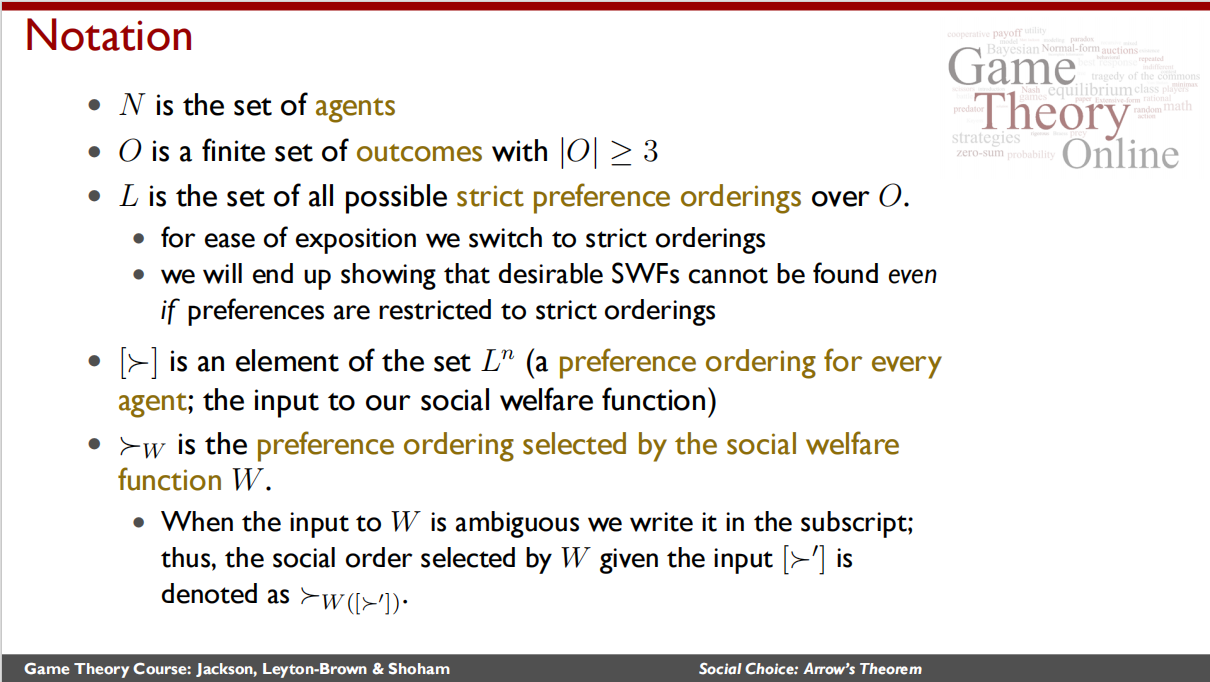 Notation
cooperative payoff utility
Bayesian Normal-form auctions
repeated
Game
tragedy of the commons
Nash equilibrium class players
games
predator Theory random math
rational
action
strategies
zero-sum probability Online
• N is the set of agents
• O is a finite set of outcomes with |O| ≥ 3
• L is the set of all possible strict preference orderings over O.
• for ease of exposition we switch to strict orderings
• we will end up showing that desirable SWFs cannot be found even
if preferences are restricted to strict orderings
• [≻] is an element of the set Lⁿ (a preference ordering for every
agent; the input to our social welfare function)
• ≻_W is the preference ordering selected by the social welfare
function W.
• When the input to W is ambiguous we write it in the subscript;
thus, the social order selected by W given the input [≻′] is
denoted as ≻_W([≻′]).
Game Theory Course: Jackson, Leyton-Brown & Shoham
Social Choice: Arrow's Theorem